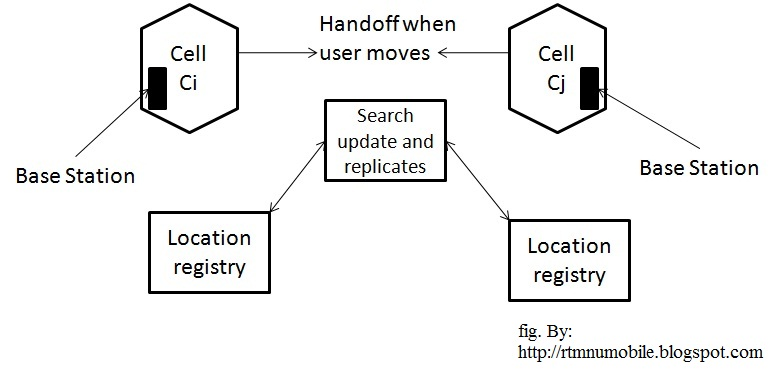 Cell
Ci
Handoff when
user moves
Cell
Cj
Search
update and
replicates
Base Station
Base Station
Location
registry
Location
registry
fig. By:
http://rtmnumobile.blogspot.com